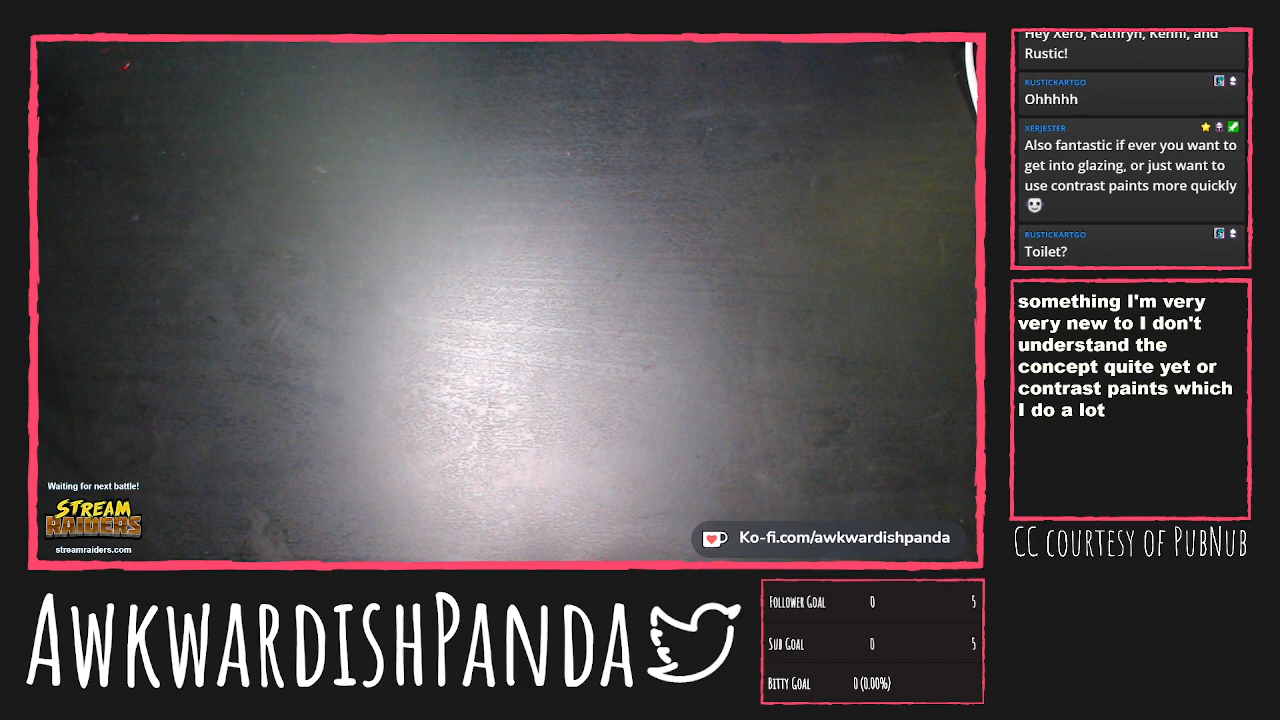 Hey Xero, Kathryn, Kenni, and
Rustic!
RUSTICKARTGO
Ohhhhh
XERJESTER
Also fantastic if ever you want to
get into glazing, or just want to
use contrast paints more quickly
RUSTICKARTGO
Toilet?
something I'm very
very new to I don't
understand the
concept quite yet or
contrast paints which
I do a lot
CC COURTESY OF PUBNUB
Waiting for next battle!
STREAM
RAIDERS
streamraiders.com
Ko-fi.com/awkwardishpanda
AWKWARDISHPANDA
FOLLOWER GOAL 0 5
SUB GOAL 0 5
BITTY GOAL 0 (0.00%)